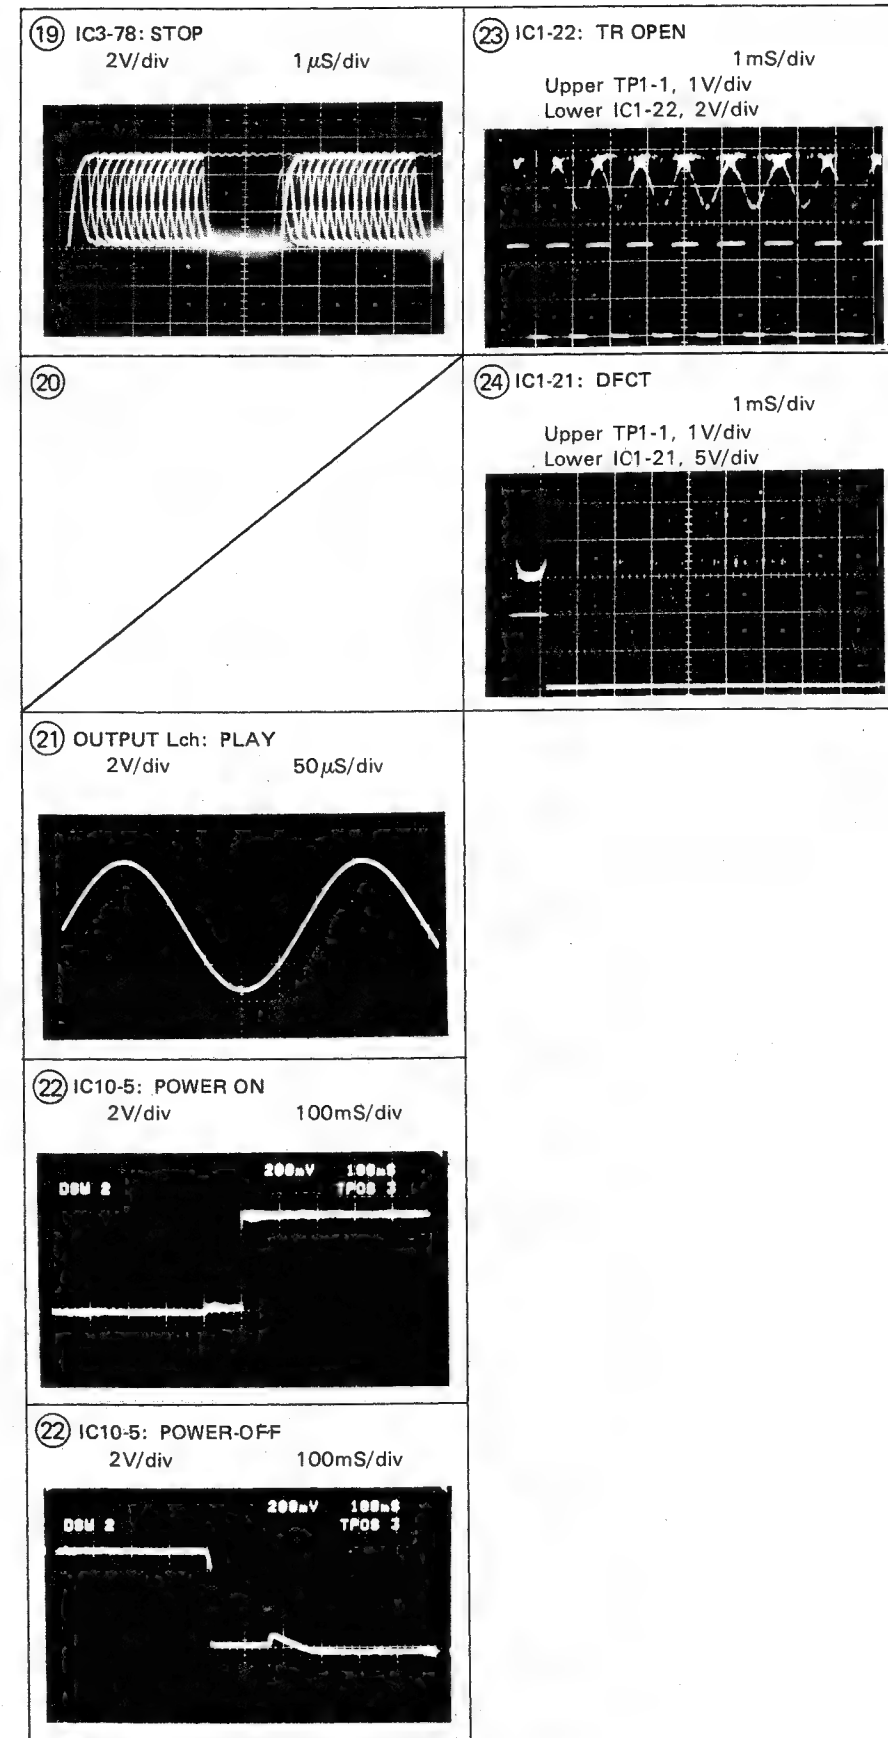 ⑲ IC3-78: STOP
2V/div 1 μS/div
⑳
㉑ OUTPUT Lch: PLAY
2V/div 50μS/div
㉒ IC10-5: POWER ON
2V/div 100mS/div
200mV 100mS
DSW 2 TPOS 3
㉒ IC10-5: POWER-OFF
2V/div 100mS/div
200mV 100mS
DSW 2 TPOS 3
㉓ IC1-22: TR OPEN
1mS/div
Upper TP1-1, 1V/div
Lower IC1-22, 2V/div
㉔ IC1-21: DFCT
1mS/div
Upper TP1-1, 1V/div
Lower IC1-21, 5V/div